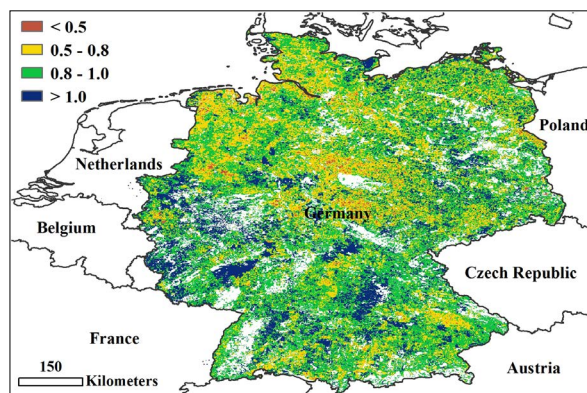 < 0.5
0.5 - 0.8
0.8 - 1.0
> 1.0
Poland
Netherlands
Belgium
Germany
Czech Republic
France
Austria
150
Kilometers